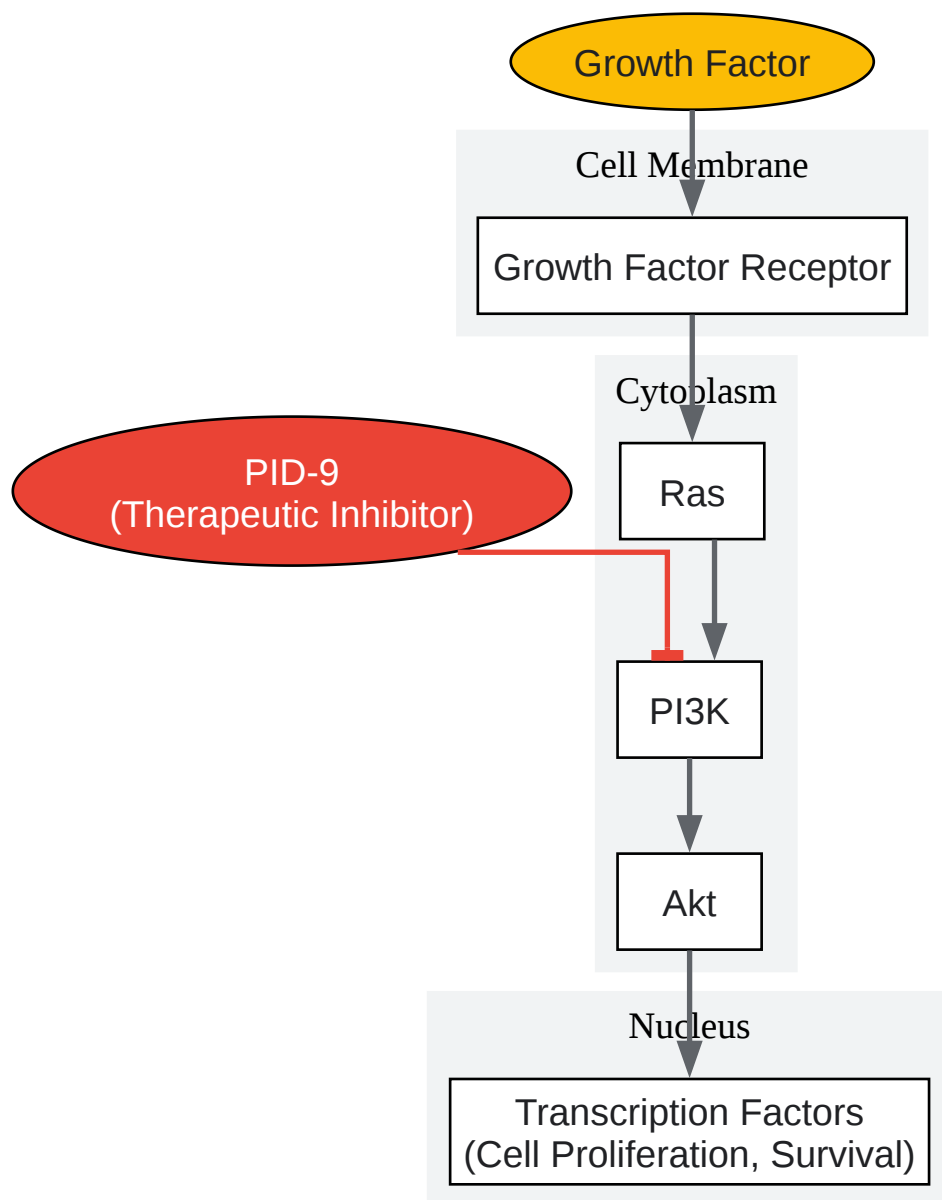 Growth Factor
Cell Membrane
Growth Factor Receptor
Cytoplasm
PID-9
(Therapeutic Inhibitor)
Ras
PI3K
Akt
Nucleus
Transcription Factors
(Cell Proliferation, Survival)